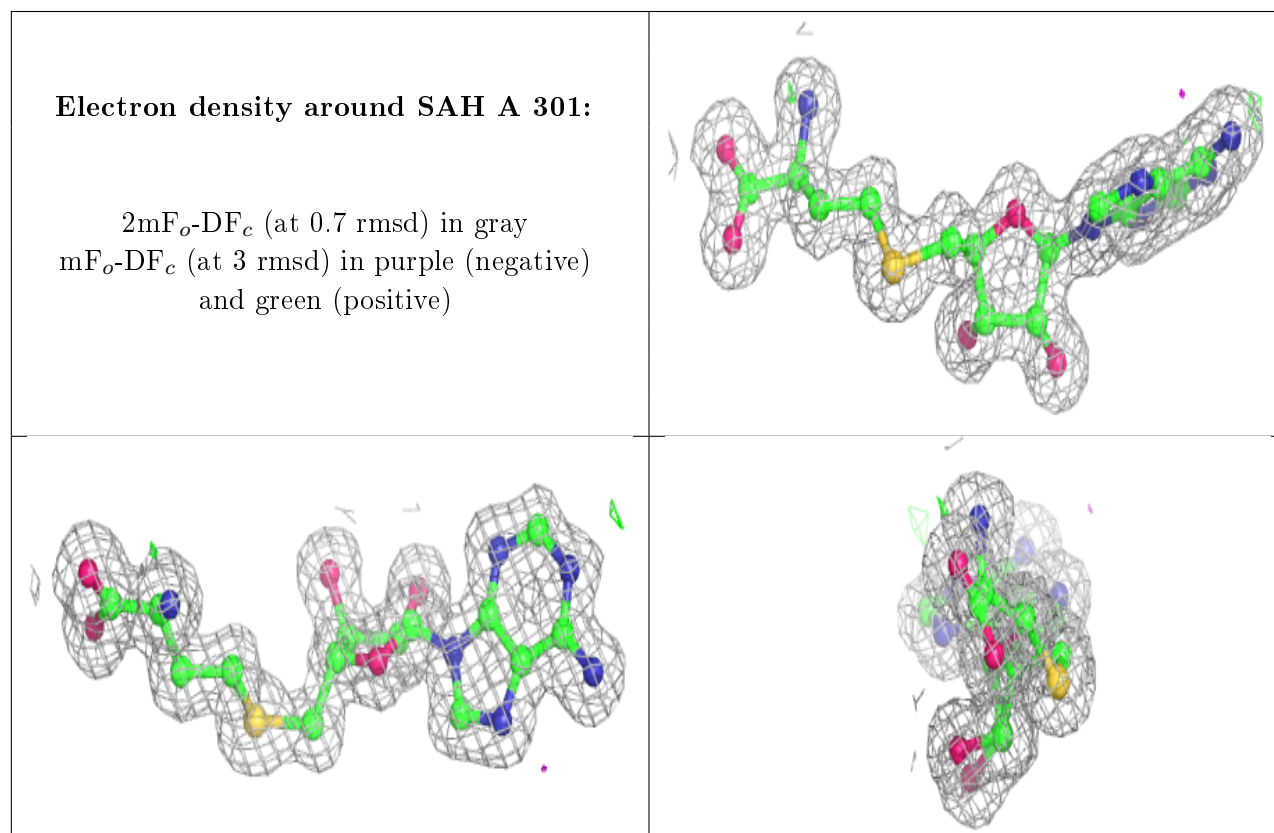 Electron density around SAH A 301:
2mFₒ-DF𝑐 (at 0.7 rmsd) in gray
mFₒ-DF𝑐 (at 3 rmsd) in purple (negative)
and green (positive)